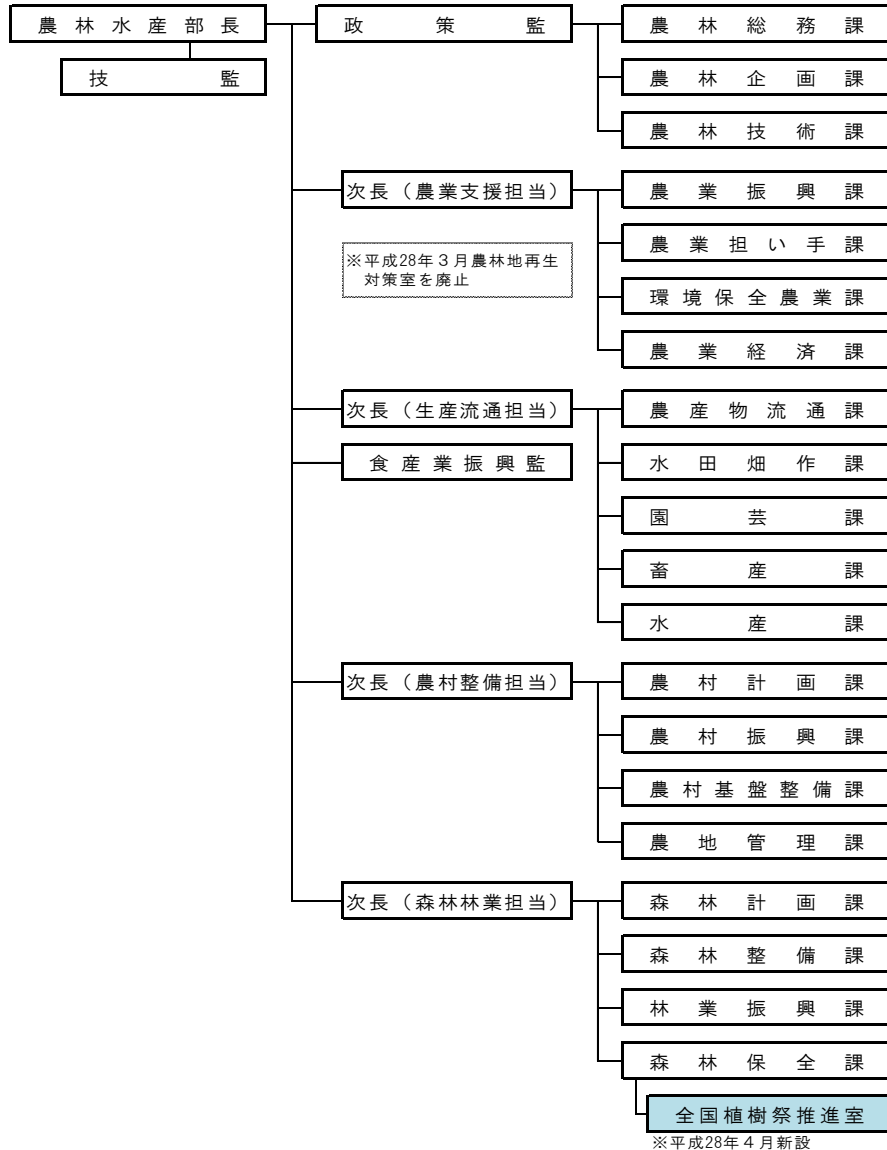 農林水産部長
技監
政策監
農林総務課
農林企画課
農林技術課
次長（農業支援担当）
※平成28年３月農林地再生
対策室を廃止
農業振興課
農業担い手課
環境保全農業課
農業経済課
次長（生産流通担当）
食産業振興監
農産物流通課
水田畑作課
園芸課
畜産課
水産課
次長（農村整備担当）
農村計画課
農村振興課
農村基盤整備課
農地管理課
次長（森林林業担当）
森林計画課
森林整備課
林業振興課
森林保全課
全国植樹祭推進室
※平成28年４月新設